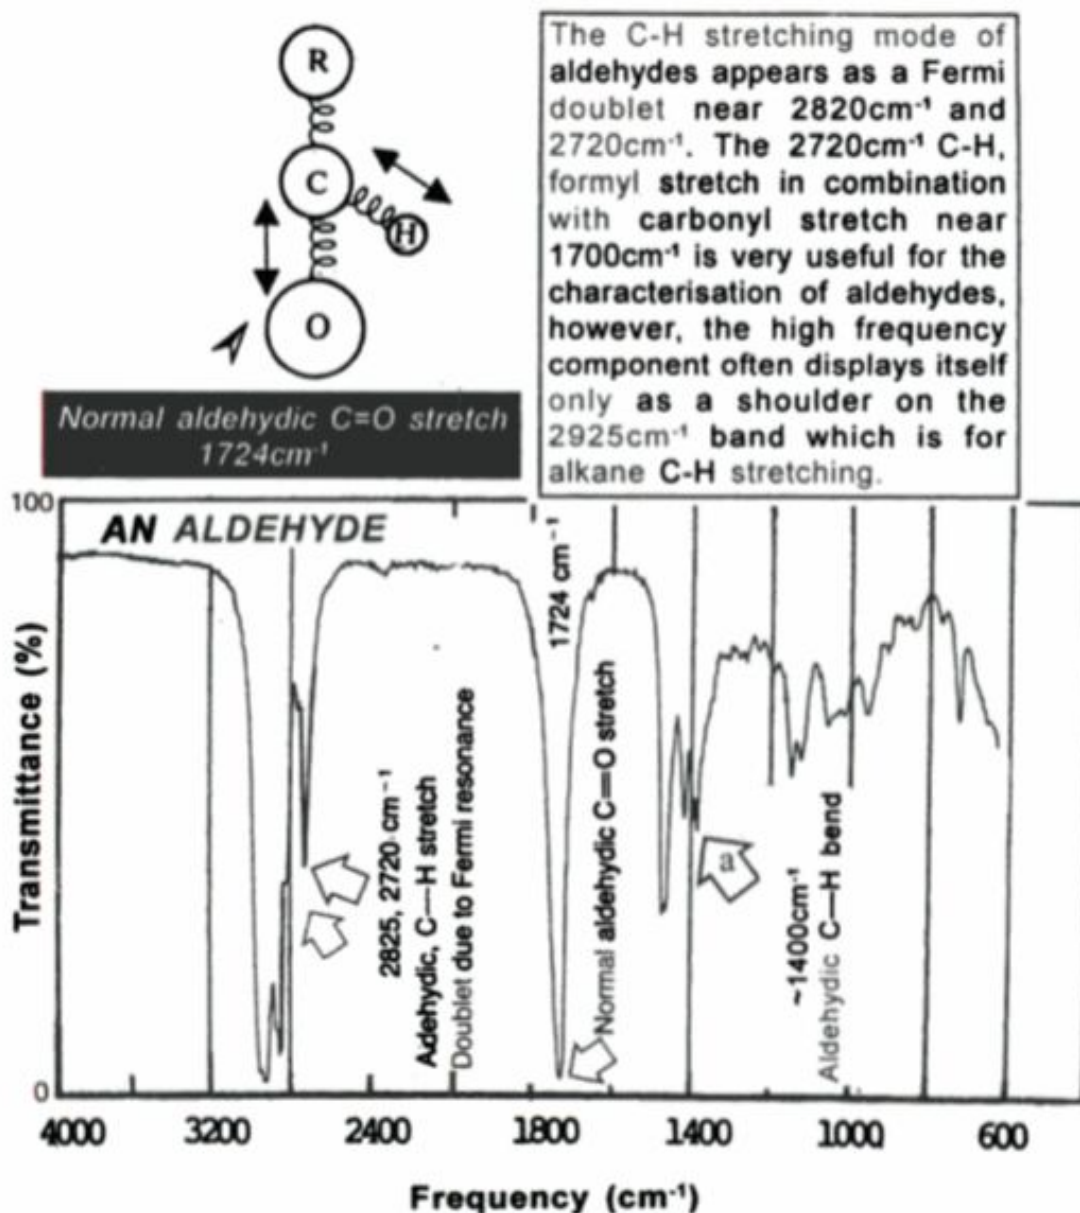 R
C
H
O
Normal aldehydic C=O stretch
1724cm⁻¹
The C-H stretching mode of
aldehydes appears as a Fermi
doublet near 2820cm⁻¹ and
2720cm⁻¹. The 2720cm⁻¹ C-H,
formyl stretch in combination
with carbonyl stretch near
1700cm⁻¹ is very useful for the
characterisation of aldehydes,
however, the high frequency
component often displays itself
only as a shoulder on the
2925cm⁻¹ band which is for
alkane C-H stretching.
100
AN ALDEHYDE
Transmittance (%)
2825, 2720 cm⁻¹
Adehydic, C—H stretch
Doublet due to Fermi resonance
1724 cm⁻¹
Normal aldehydic C=O stretch
a
~1400cm⁻¹
Aldehydic C—H bend
0
4000 3200 2400 1800 1400 1000 600
Frequency (cm⁻¹)